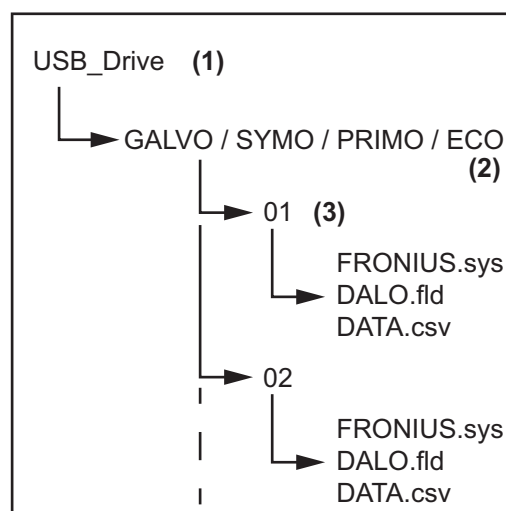 USB_Drive (1)
GALVO / SYMO / PRIMO / ECO
(2)
01 (3)
FRONIUS.sys
DALO.fld
DATA.csv
02
FRONIUS.sys
DALO.fld
DATA.csv